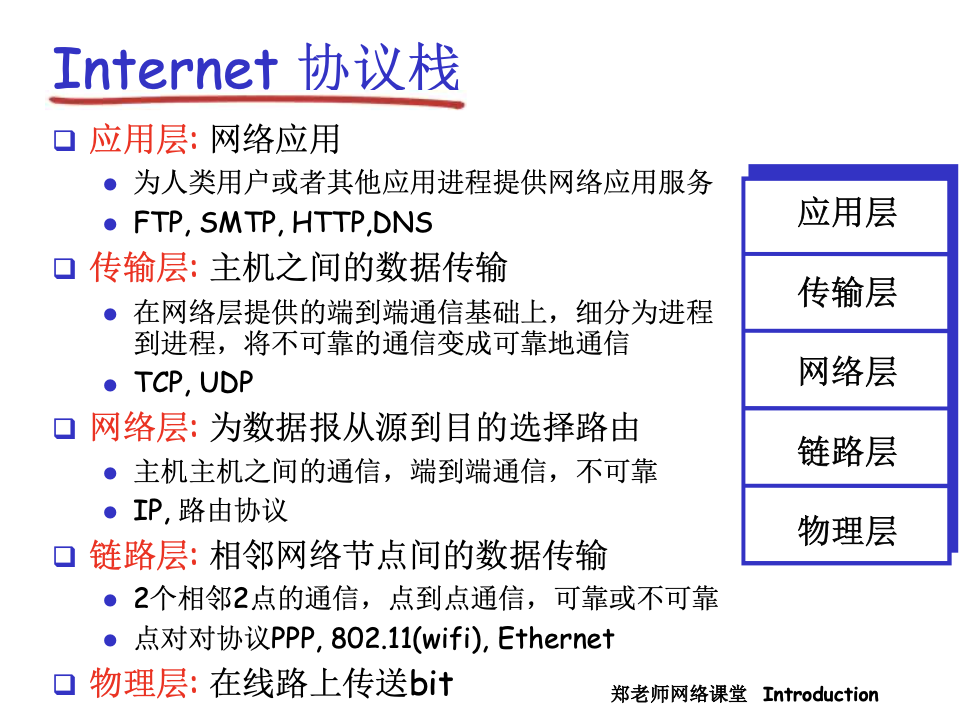 Internet 协议栈
应用层: 网络应用
为人类用户或者其他应用进程提供网络应用服务
FTP, SMTP, HTTP,DNS
传输层: 主机之间的数据传输
在网络层提供的端到端通信基础上，细分为进程
到进程，将不可靠的通信变成可靠地通信
TCP, UDP
网络层: 为数据报从源到目的选择路由
主机主机之间的通信，端到端通信，不可靠
IP, 路由协议
链路层: 相邻网络节点间的数据传输
2个相邻2点的通信，点到点通信，可靠或不可靠
点对对协议PPP, 802.11(wifi), Ethernet
物理层: 在线路上传送bit
应用层
传输层
网络层
链路层
物理层
郑老师网络课堂 Introduction